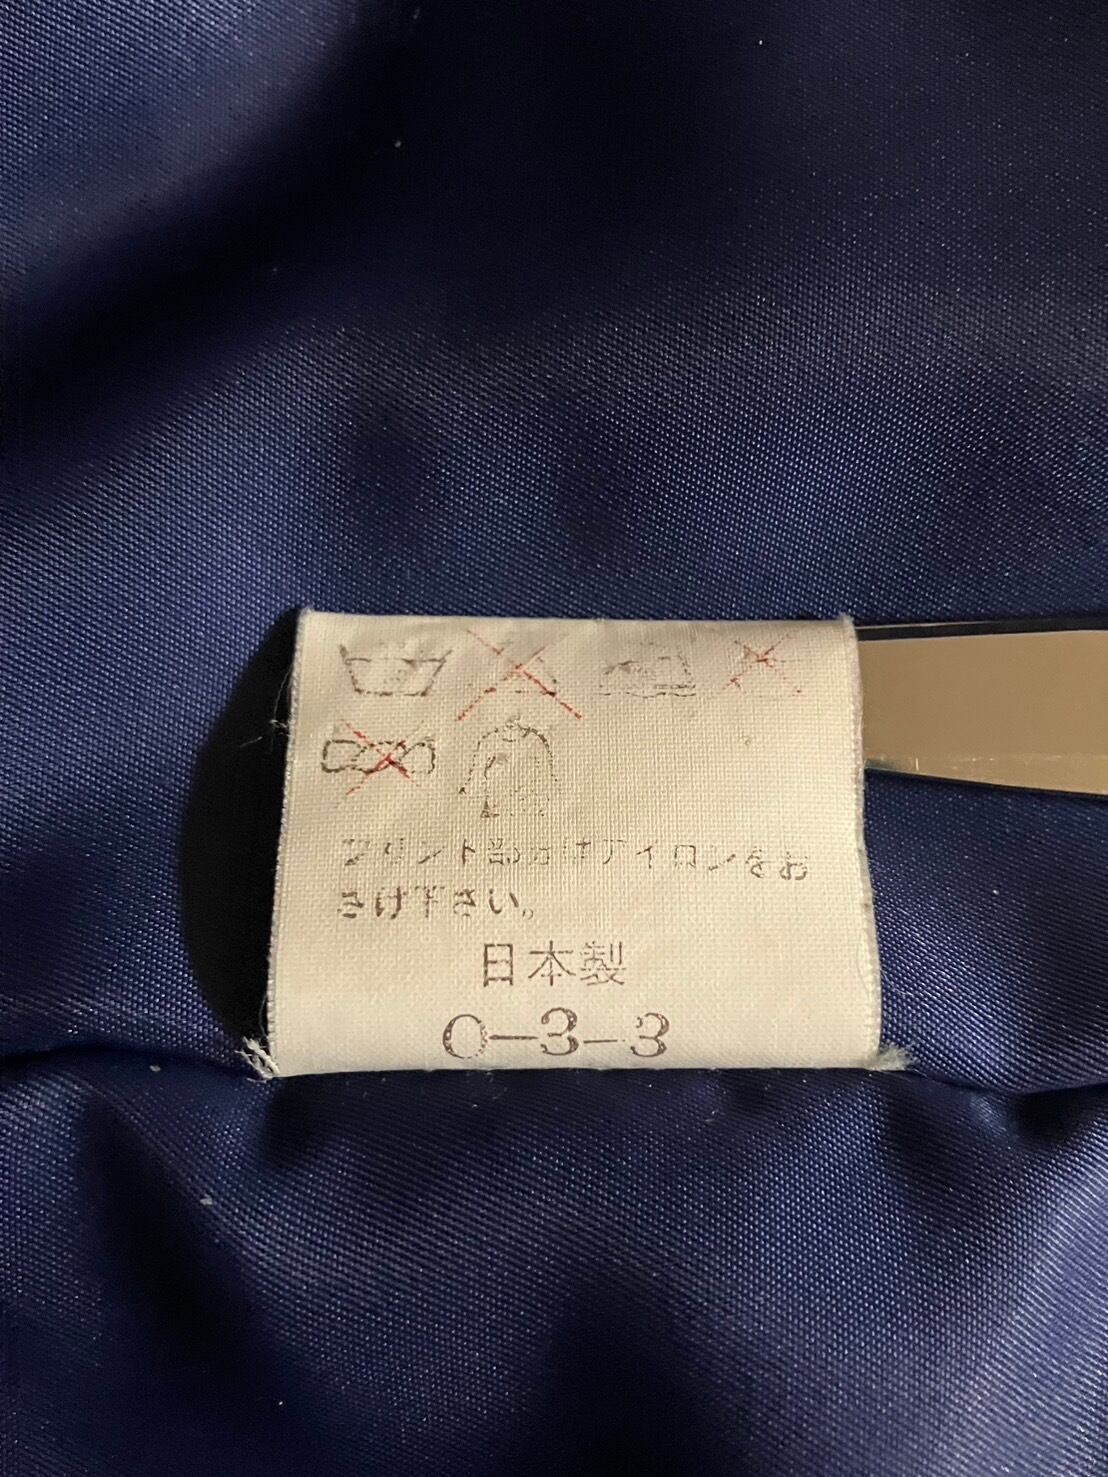 プリント部分はアイロンをお
さけ下さい。
日本製
O-3-3